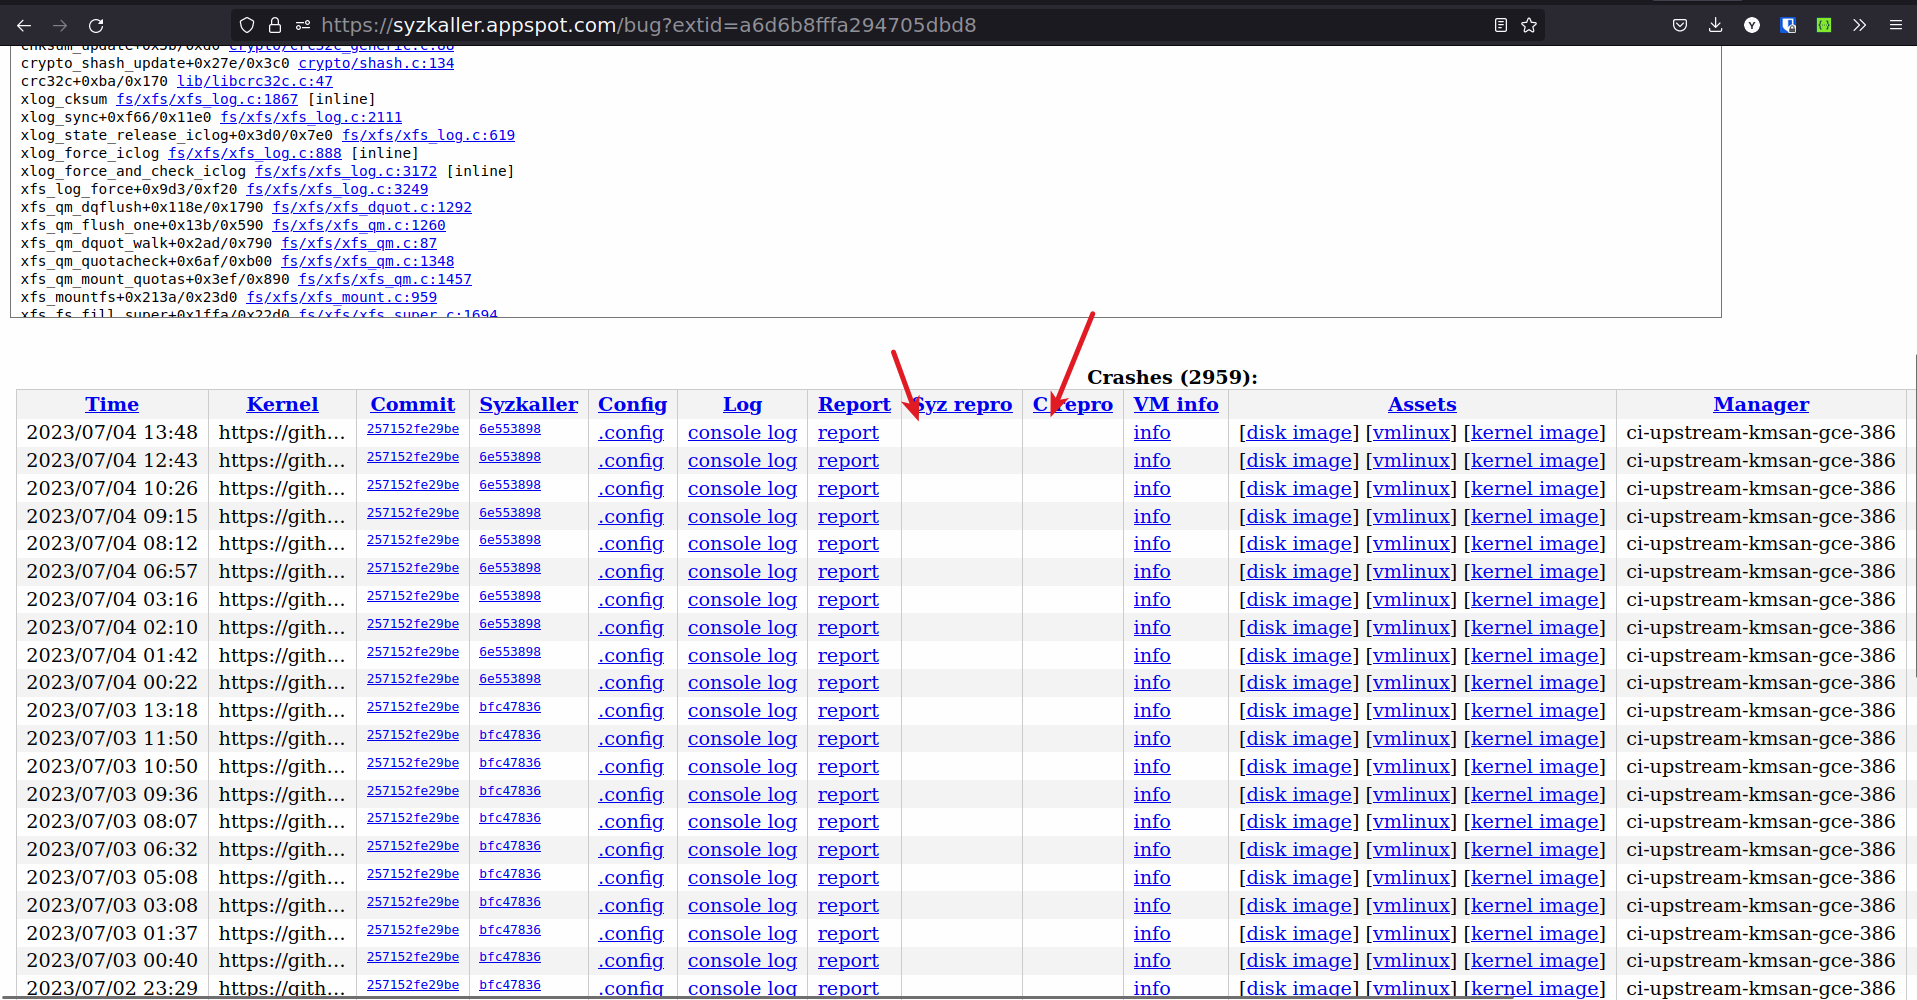 https://syzkaller.appspot.com/bug?extid=a6d6b8fffa294705dbd8
chksum_update+0x5b/0xd0 crypto/crc32c_generic.c:88
crypto_shash_update+0x27e/0x3c0 crypto/shash.c:134
crc32c+0xba/0x170 lib/libcrc32c.c:47
xlog_cksum fs/xfs/xfs_log.c:1867 [inline]
xlog_sync+0xf66/0x11e0 fs/xfs/xfs_log.c:2111
xlog_state_release_iclog+0x3d0/0x7e0 fs/xfs/xfs_log.c:619
xlog_force_iclog fs/xfs/xfs_log.c:888 [inline]
xlog_force_and_check_iclog fs/xfs/xfs_log.c:3172 [inline]
xfs_log_force+0x9d3/0xf20 fs/xfs/xfs_log.c:3249
xfs_qm_dqflush+0x118e/0x1790 fs/xfs/xfs_dquot.c:1292
xfs_qm_flush_one+0x13b/0x590 fs/xfs/xfs_qm.c:1260
xfs_qm_dquot_walk+0x2ad/0x790 fs/xfs/xfs_qm.c:87
xfs_qm_quotacheck+0x6af/0xb00 fs/xfs/xfs_qm.c:1348
xfs_qm_mount_quotas+0x3ef/0x890 fs/xfs/xfs_qm.c:1457
xfs_mountfs+0x213a/0x23d0 fs/xfs/xfs_mount.c:959
xfs_fs_fill_super+0x1ffa/0x22d0 fs/xfs/xfs_super.c:1694
Crashes (2959):
Time Kernel Commit Syzkaller Config Log Report Syz repro C repro VM info Assets Manager
2023/07/04 13:48 https://gith... 257152fe29be 6e553898 .config console log report info [disk image] [vmlinux] [kernel image] ci-upstream-kmsan-gce-386
2023/07/04 12:43 https://gith... 257152fe29be 6e553898 .config console log report info [disk image] [vmlinux] [kernel image] ci-upstream-kmsan-gce-386
2023/07/04 10:26 https://gith... 257152fe29be 6e553898 .config console log report info [disk image] [vmlinux] [kernel image] ci-upstream-kmsan-gce-386
2023/07/04 09:15 https://gith... 257152fe29be 6e553898 .config console log report info [disk image] [vmlinux] [kernel image] ci-upstream-kmsan-gce-386
2023/07/04 08:12 https://gith... 257152fe29be 6e553898 .config console log report info [disk image] [vmlinux] [kernel image] ci-upstream-kmsan-gce-386
2023/07/04 06:57 https://gith... 257152fe29be 6e553898 .config console log report info [disk image] [vmlinux] [kernel image] ci-upstream-kmsan-gce-386
2023/07/04 03:16 https://gith... 257152fe29be 6e553898 .config console log report info [disk image] [vmlinux] [kernel image] ci-upstream-kmsan-gce-386
2023/07/04 02:10 https://gith... 257152fe29be 6e553898 .config console log report info [disk image] [vmlinux] [kernel image] ci-upstream-kmsan-gce-386
2023/07/04 01:42 https://gith... 257152fe29be 6e553898 .config console log report info [disk image] [vmlinux] [kernel image] ci-upstream-kmsan-gce-386
2023/07/04 00:22 https://gith... 257152fe29be 6e553898 .config console log report info [disk image] [vmlinux] [kernel image] ci-upstream-kmsan-gce-386
2023/07/03 13:18 https://gith... 257152fe29be bfc47836 .config console log report info [disk image] [vmlinux] [kernel image] ci-upstream-kmsan-gce-386
2023/07/03 11:50 https://gith... 257152fe29be bfc47836 .config console log report info [disk image] [vmlinux] [kernel image] ci-upstream-kmsan-gce-386
2023/07/03 10:50 https://gith... 257152fe29be bfc47836 .config console log report info [disk image] [vmlinux] [kernel image] ci-upstream-kmsan-gce-386
2023/07/03 09:36 https://gith... 257152fe29be bfc47836 .config console log report info [disk image] [vmlinux] [kernel image] ci-upstream-kmsan-gce-386
2023/07/03 08:07 https://gith... 257152fe29be bfc47836 .config console log report info [disk image] [vmlinux] [kernel image] ci-upstream-kmsan-gce-386
2023/07/03 06:32 https://gith... 257152fe29be bfc47836 .config console log report info [disk image] [vmlinux] [kernel image] ci-upstream-kmsan-gce-386
2023/07/03 05:08 https://gith... 257152fe29be bfc47836 .config console log report info [disk image] [vmlinux] [kernel image] ci-upstream-kmsan-gce-386
2023/07/03 03:08 https://gith... 257152fe29be bfc47836 .config console log report info [disk image] [vmlinux] [kernel image] ci-upstream-kmsan-gce-386
2023/07/03 01:37 https://gith... 257152fe29be bfc47836 .config console log report info [disk image] [vmlinux] [kernel image] ci-upstream-kmsan-gce-386
2023/07/03 00:40 https://gith... 257152fe29be bfc47836 .config console log report info [disk image] [vmlinux] [kernel image] ci-upstream-kmsan-gce-386
2023/07/02 23:29 https://gith... 257152fe29be bfc47836 .config console log report info [disk image] [vmlinux] [kernel image] ci-upstream-kmsan-gce-386